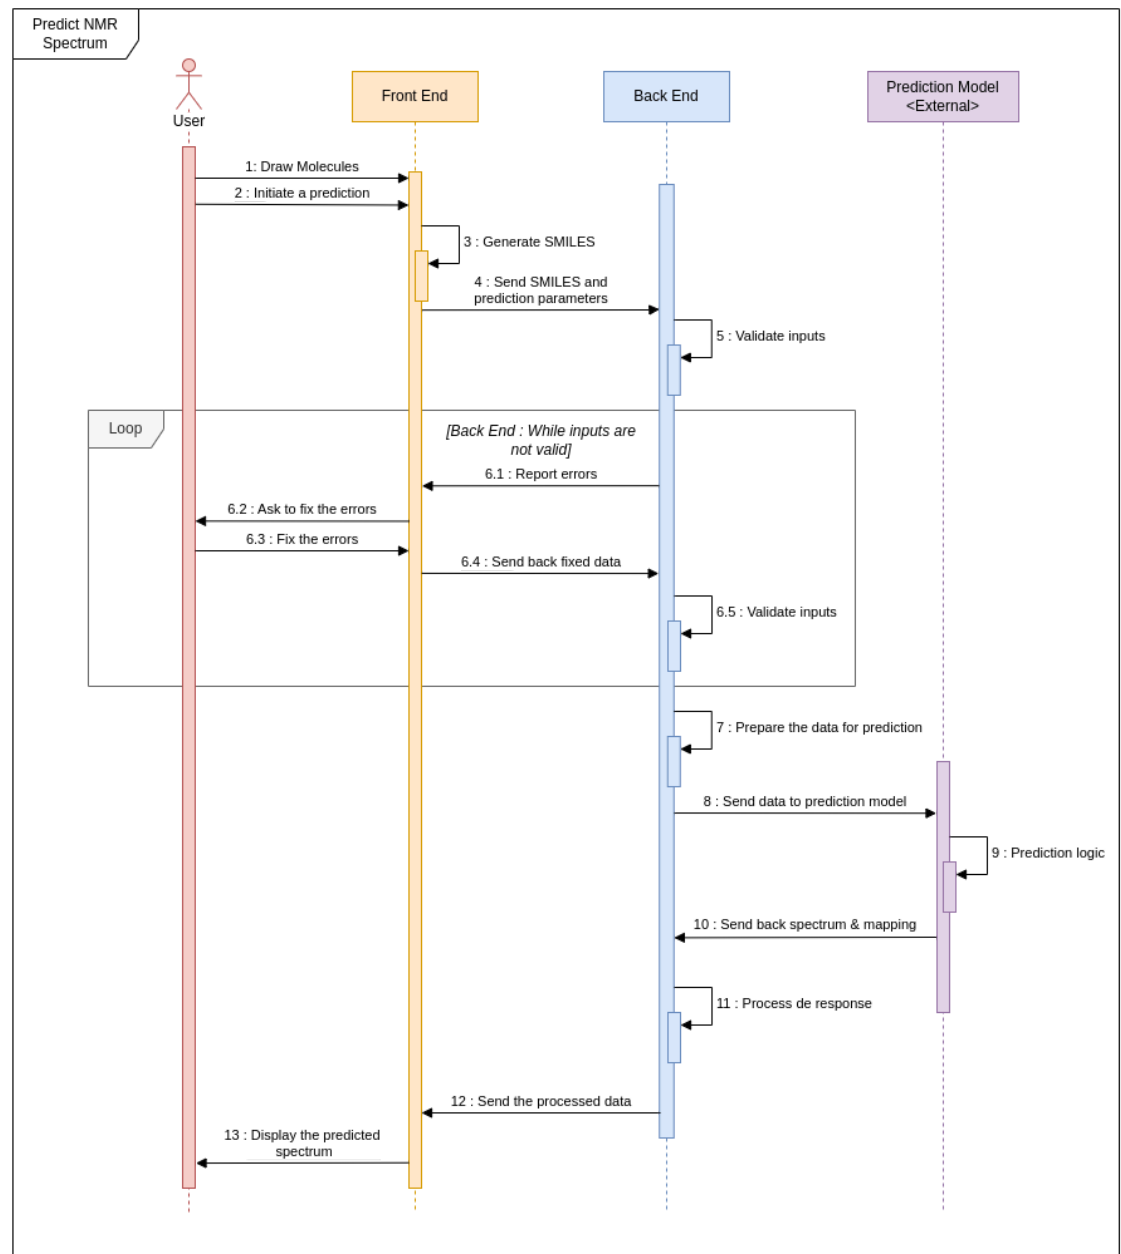 Predict NMR
Spectrum
User
Front End
Back End
Prediction Model
<External>
1: Draw Molecules
2 : Initiate a prediction
3 : Generate SMILES
4 : Send SMILES and
prediction parameters
5 : Validate inputs
Loop
[Back End : While inputs are
not valid]
6.1 : Report errors
6.2 : Ask to fix the errors
6.3 : Fix the errors
6.4 : Send back fixed data
6.5 : Validate inputs
7 : Prepare the data for prediction
8 : Send data to prediction model
9 : Prediction logic
10 : Send back spectrum & mapping
11 : Process de response
12 : Send the processed data
13 : Display the predicted
spectrum